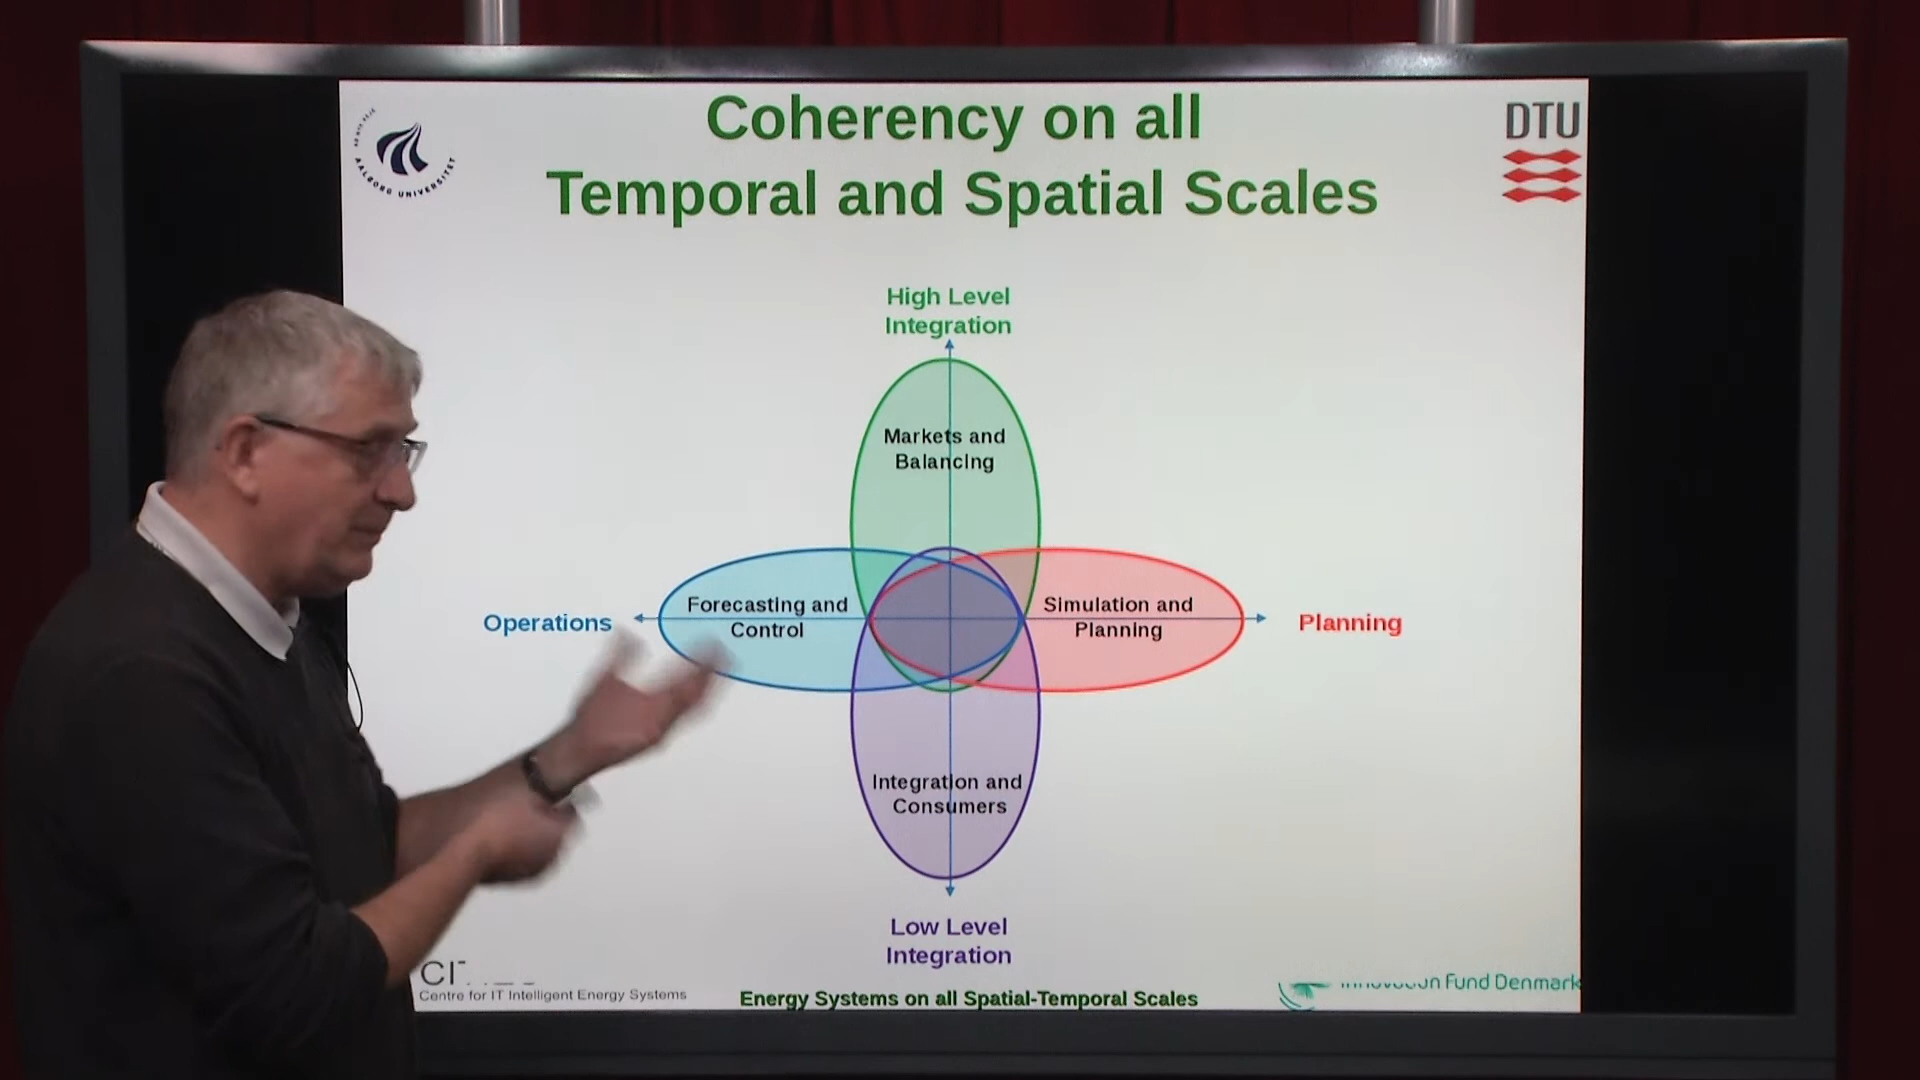 Coherency on all
Temporal and Spatial Scales
AALBORG UNIVERSITET
DTU
High Level
Integration
Markets and
Balancing
Forecasting and
Control
Simulation and
Planning
Operations
Planning
Integration and
Consumers
Low Level
Integration
Centre for IT Intelligent Energy Systems
Energy Systems on all Spatial-Temporal Scales
Fund Denmark